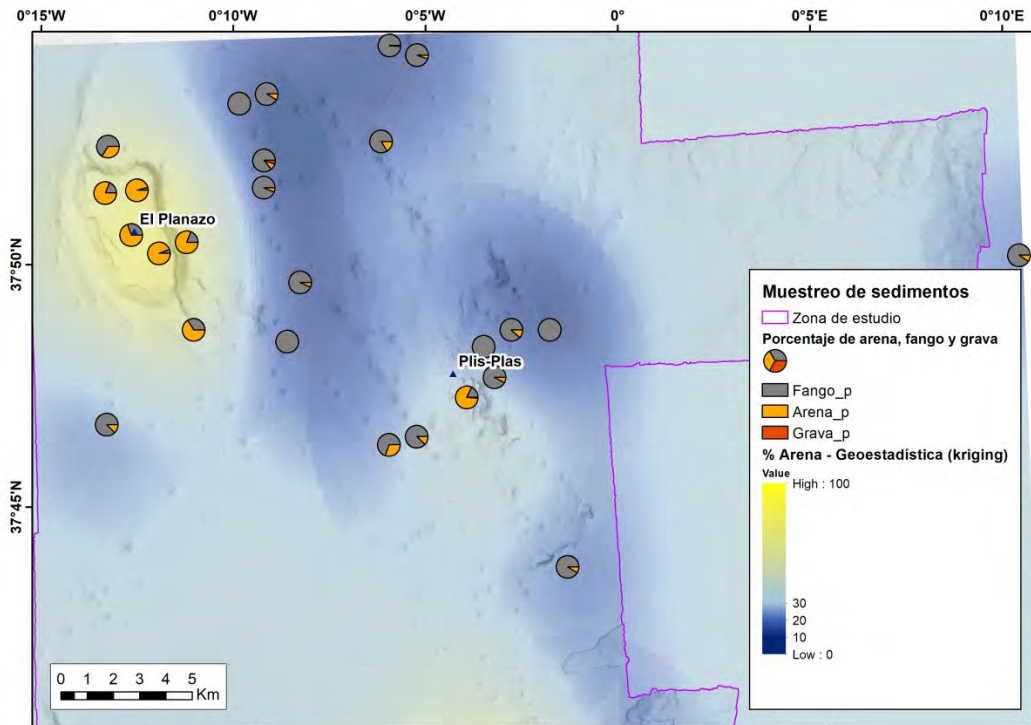 0°15'W 0°10'W 0°5'W 0° 0°5'E 0°10'E
El Planazo
37°50'N
Plis-Plas
37°45'N
Muestreo de sedimentos
Zona de estudio
Porcentaje de arena, fango y grava
Fango_p
Arena_p
Grava_p
% Arena - Geoestadística (kriging)
Value
High : 100
30
20
10
Low : 0
0 1 2 3 4 5
Km